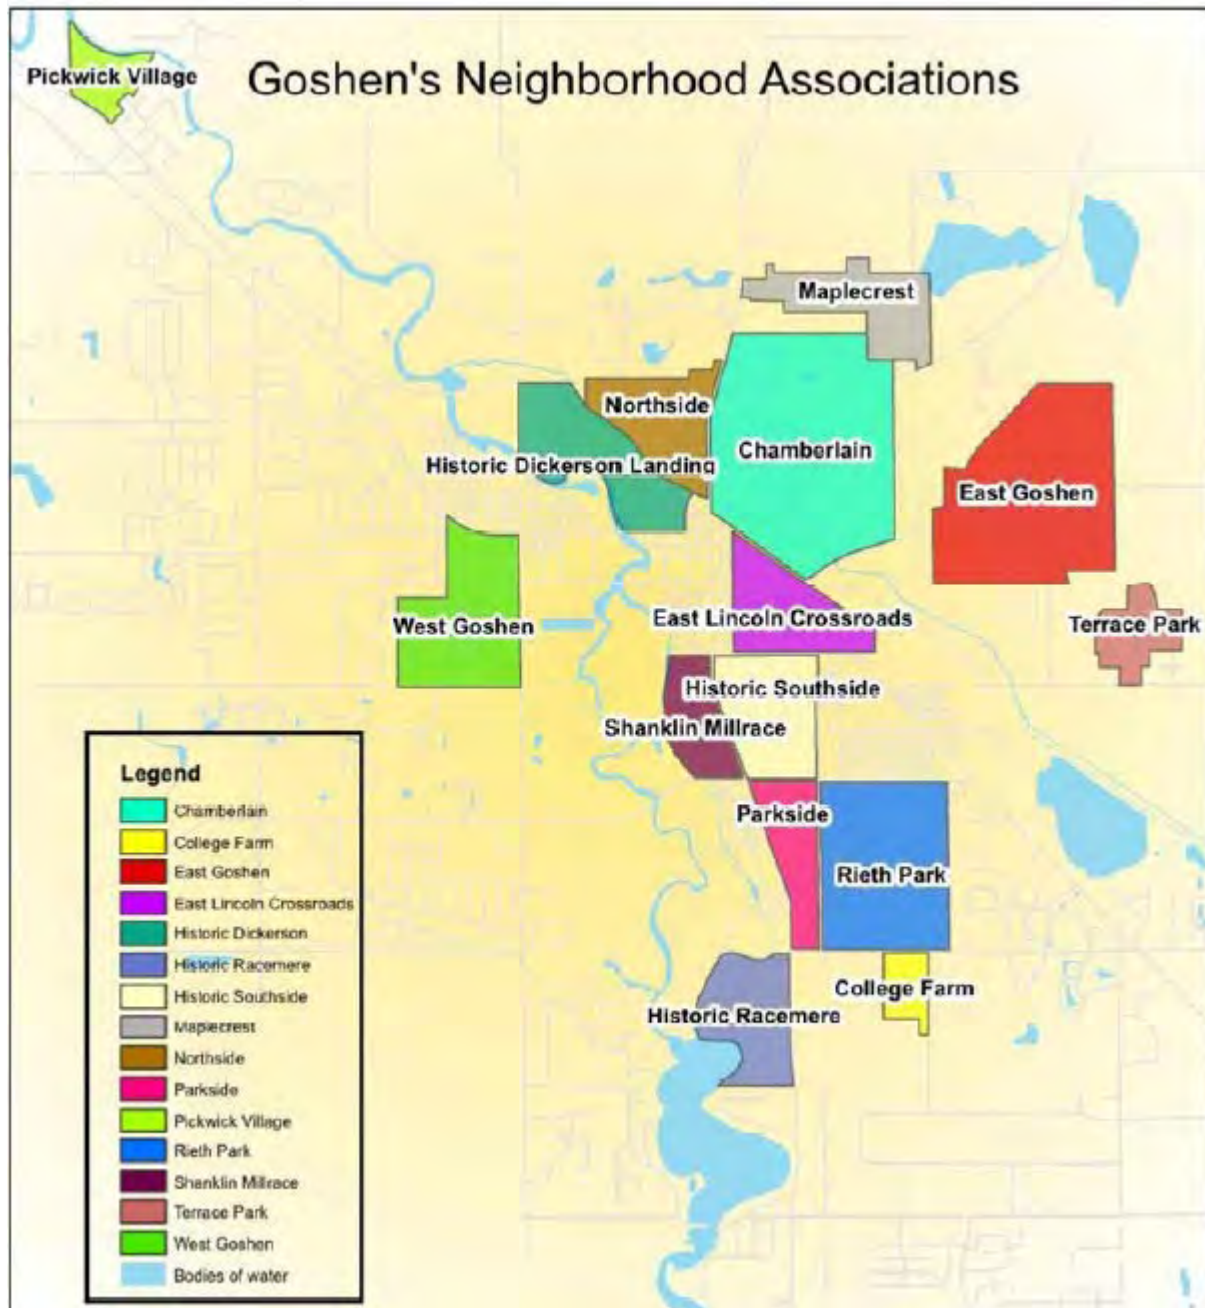 Goshen's Neighborhood Associations
Pickwick Village
Maplecrest
Northside
Chamberlain
Historic Dickerson Landing
East Goshen
West Goshen
East Lincoln Crossroads
Terrace Park
Historic Southside
Shanklin Millrace
Parkside
Rieth Park
College Farm
Historic Racemere
Legend
Chamberlain
College Farm
East Goshen
East Lincoln Crossroads
Historic Dickerson
Historic Racemere
Historic Southside
Maplecrest
Northside
Parkside
Pickwick Village
Rieth Park
Shanklin Millrace
Terrace Park
West Goshen
Bodies of water